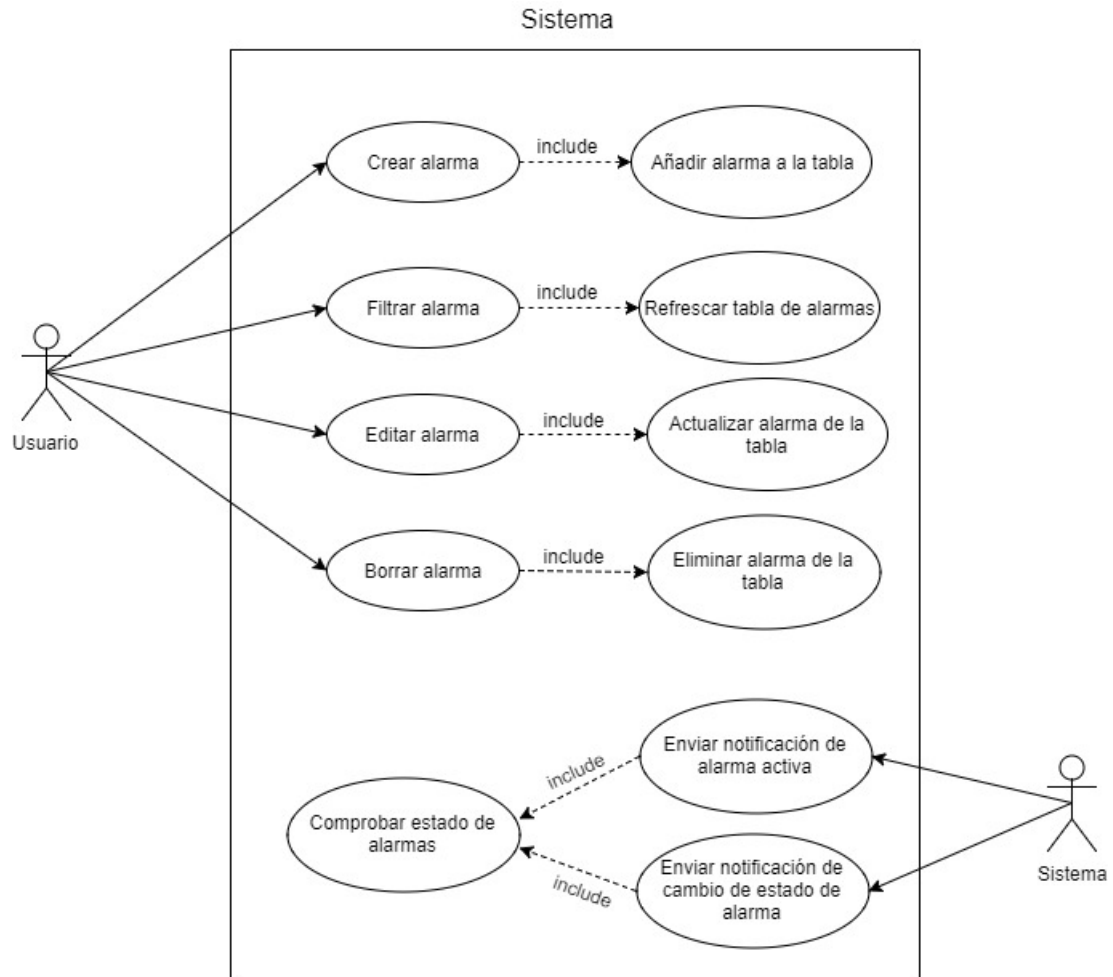 Sistema
Crear alarma
include
Añadir alarma a la tabla
Filtrar alarma
include
Refrescar tabla de alarmas
Usuario
Editar alarma
include
Actualizar alarma de la
tabla
Borrar alarma
include
Eliminar alarma de la
tabla
Enviar notificación de
alarma activa
include
Comprobar estado de
alarmas
include
Enviar notificación de
cambio de estado de
alarma
Sistema